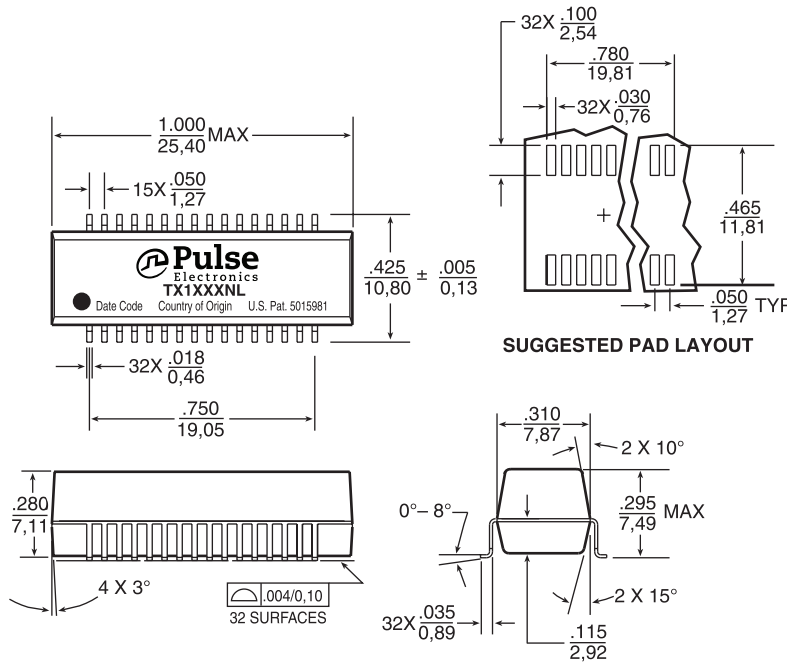 32X .100
2,54
.780
19,81
32X .030
0,76
1.000 MAX
25,40
15X .050
1,27
Pulse
Electronics
TX1XXXNL
Date Code Country of Origin U.S. Pat. 5015981
.425 ± .005
10,80 0,13
.465
11,81
.050 TYP
1,27
SUGGESTED PAD LAYOUT
32X .018
0,46
.750
19,05
.310
7,87
2 X 10°
.280
7,11
.295 MAX
7,49
0°– 8°
4 X 3°
.004/0,10
32 SURFACES
32X .035
0,89
2 X 15°
.115
2,92